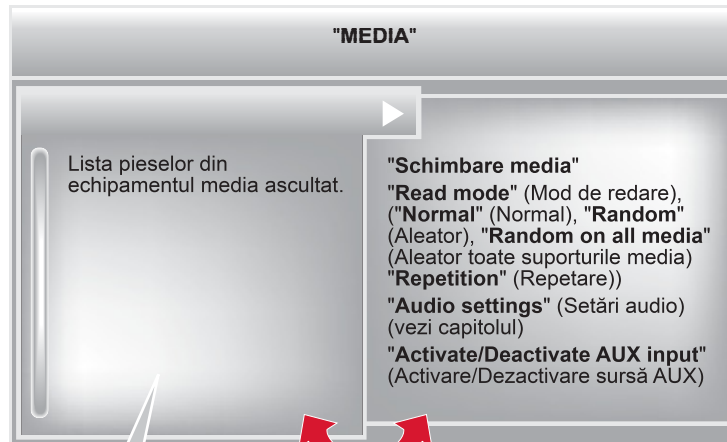 "MEDIA"
Lista pieselor din
echipamentul media ascultat.
"Schimbare media"
"Read mode" (Mod de redare),
("Normal" (Normal), "Random"
(Aleator), "Random on all media"
(Aleator toate suporturile media)
"Repetition" (Repetare))
"Audio settings" (Setări audio)
(vezi capitolul)
"Activate/Deactivate AUX input"
(Activare/Dezactivare sursă AUX)